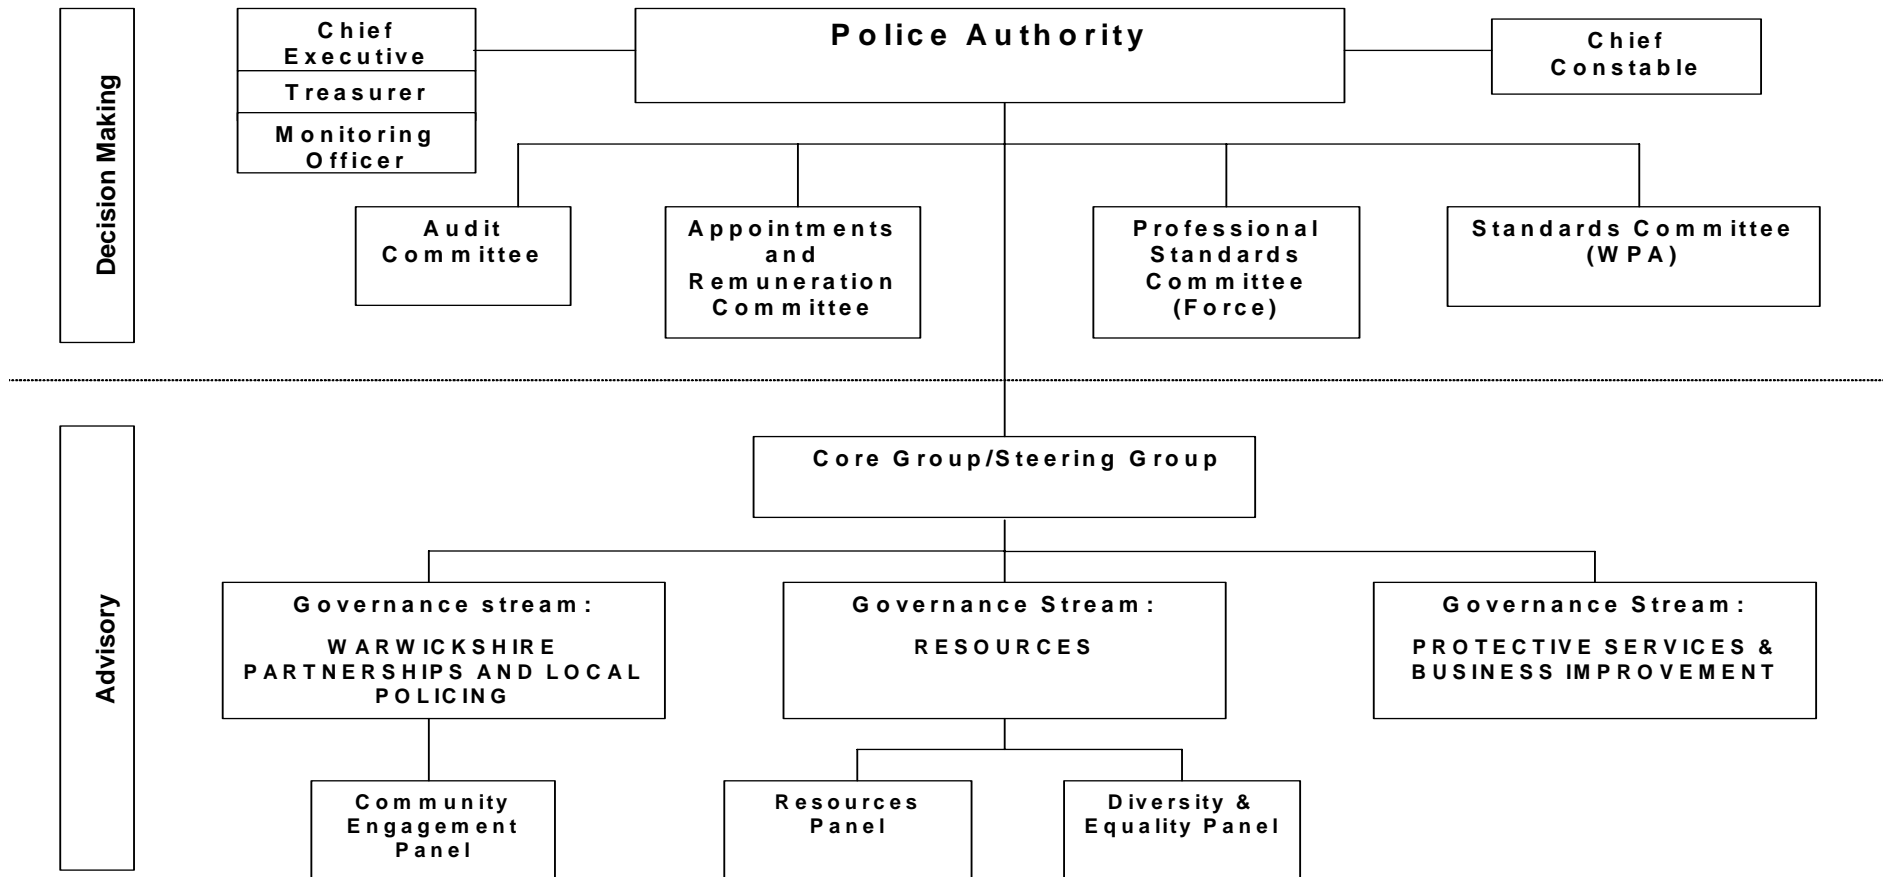 Decision Making
Chief
Executive
Treasurer
Monitoring
Officer
Police Authority
Chief
Constable
Audit
Committee
Appointments
and
Remuneration
Committee
Professional
Standards
Committee
(Force)
Standards Committee
(WPA)
Advisory
Core Group/Steering Group
Governance stream:
WARWICKSHIRE
PARTNERSHIPS AND LOCAL
POLICING
Governance Stream:
RESOURCES
Governance Stream:
PROTECTIVE SERVICES &
BUSINESS IMPROVEMENT
Community
Engagement
Panel
Resources
Panel
Diversity &
Equality Panel